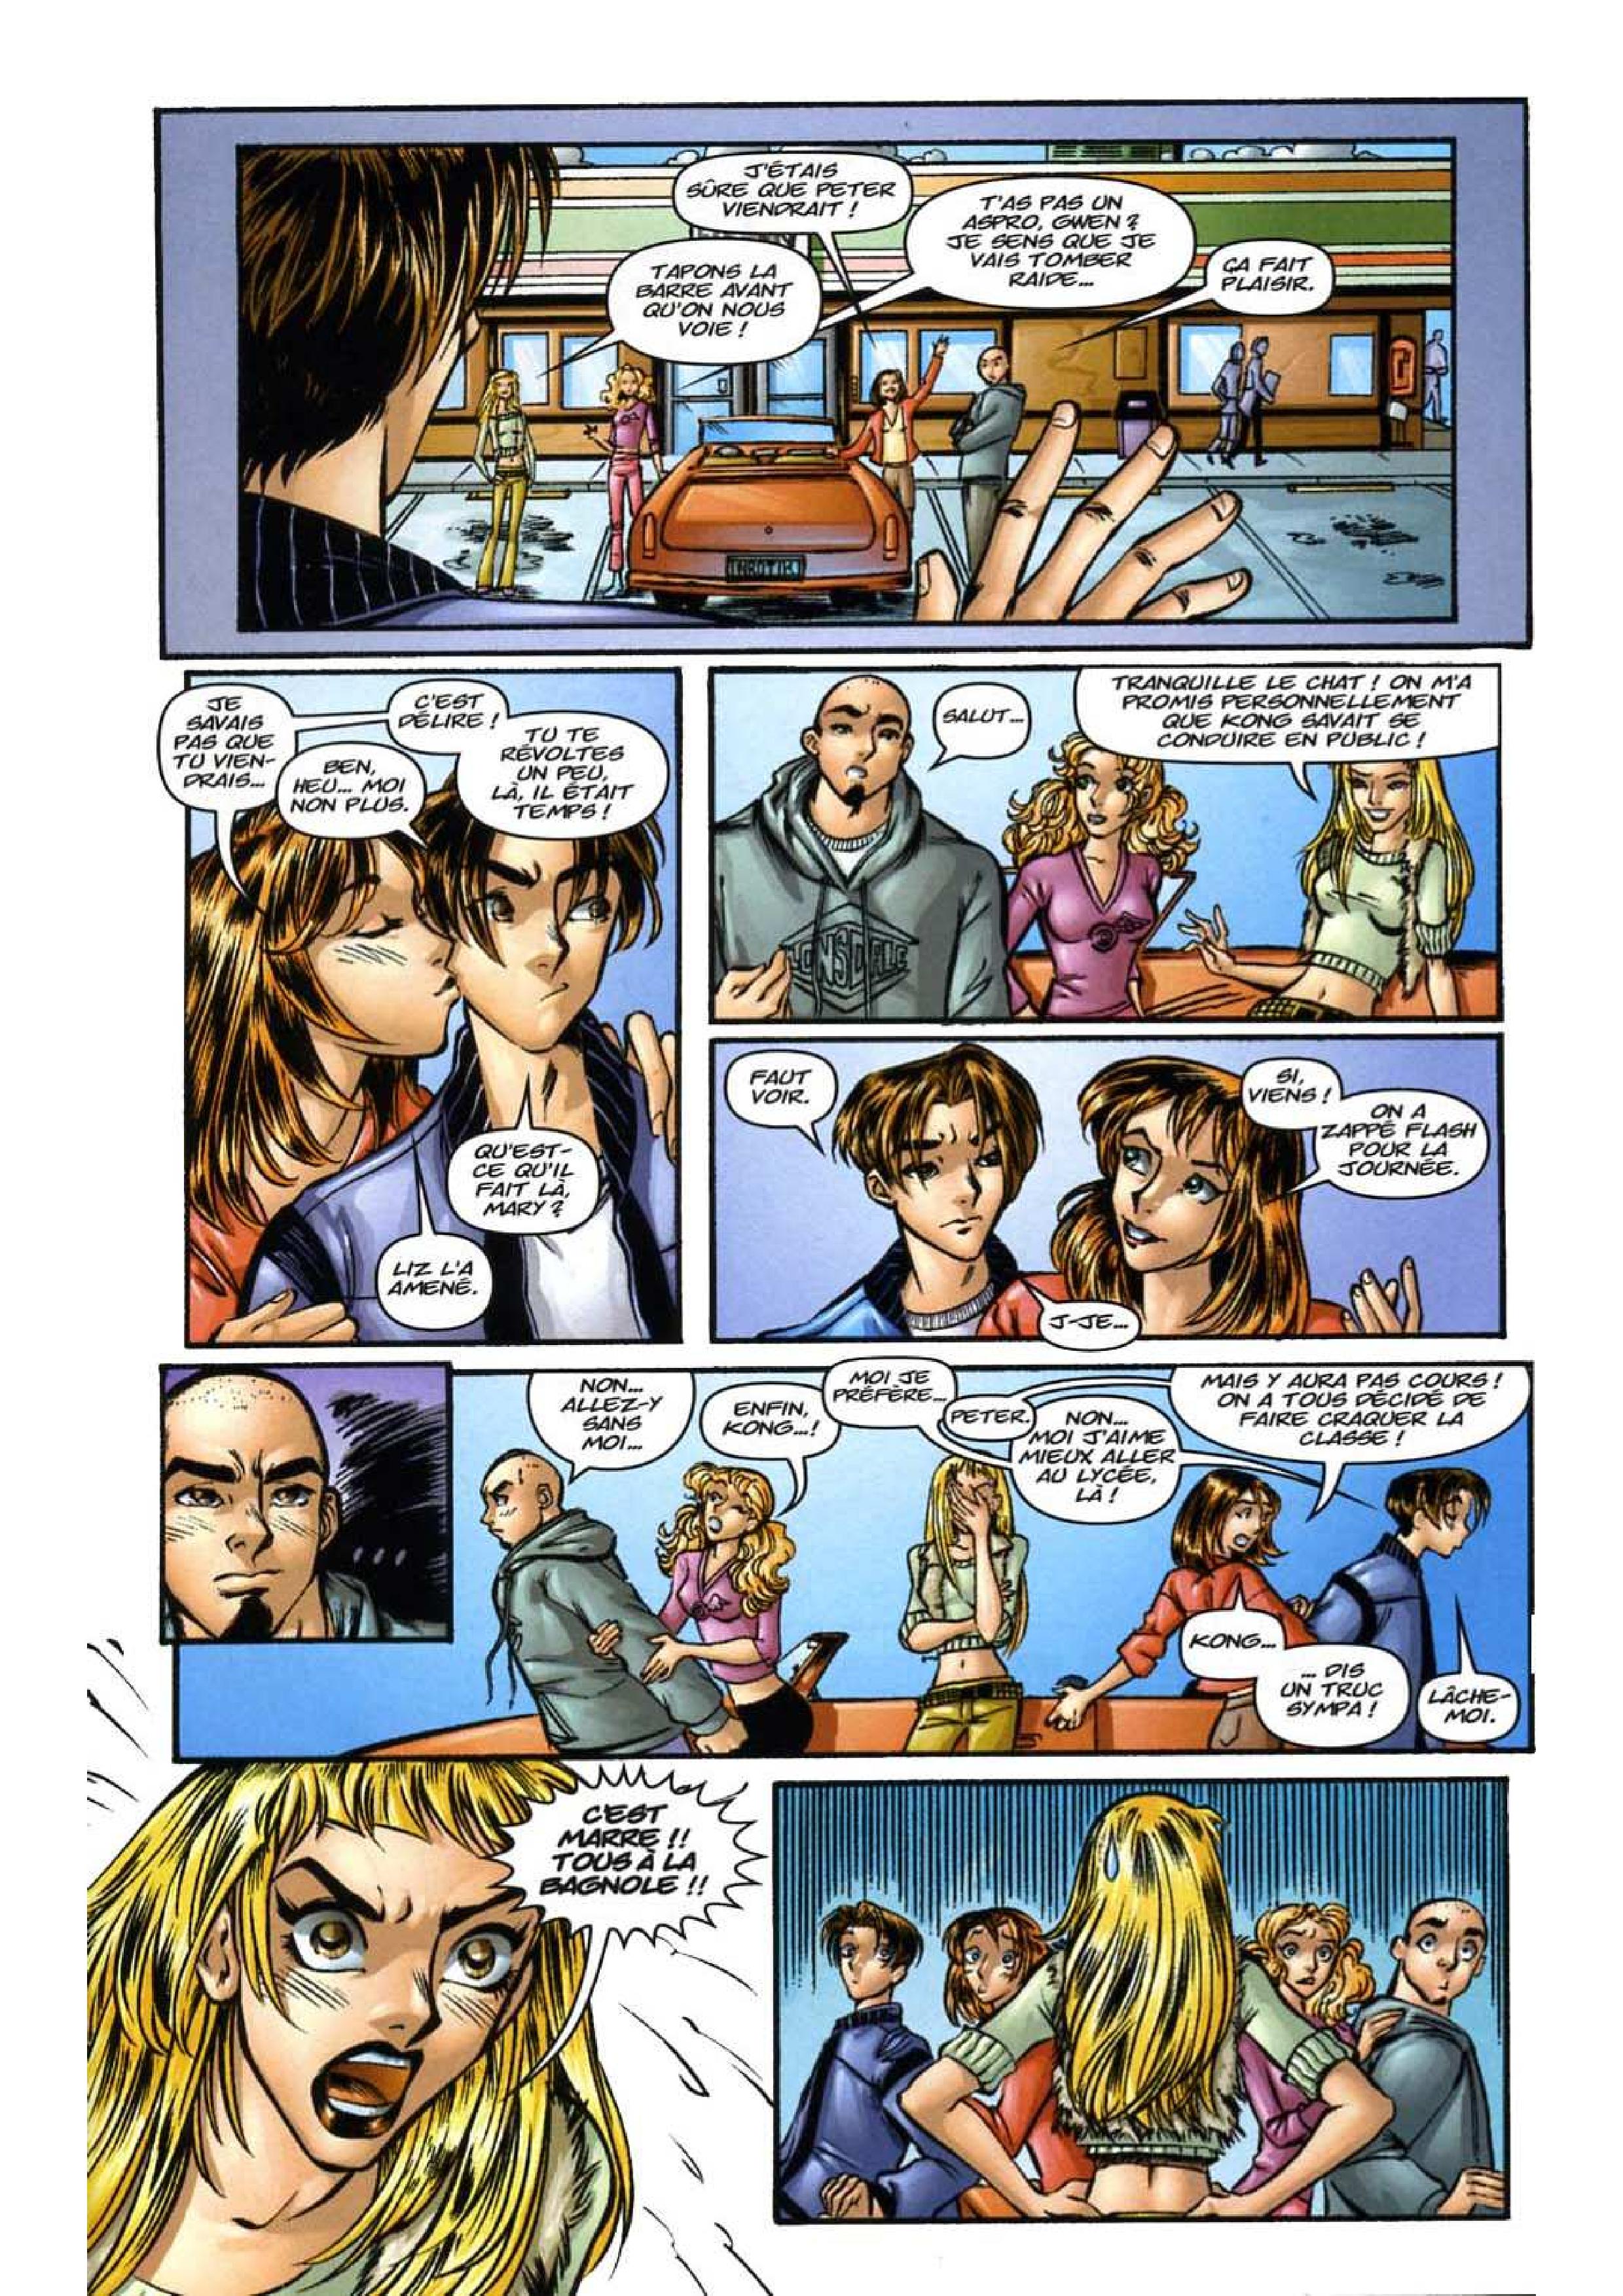 J'ÉTAIS
SÛRE QUE PETER
VIENDRAIT !
T'AS PAS UN
ASPRO, GWEN ?
JE SENS QUE JE
VAIS TOMBER
RAIDE...
TAPONS LA
BARRE AVANT
QU'ON NOUS
VOIE !
ÇA FAIT
PLAISIR.
JE
SAVAIS
PAS QUE
TU VIEN-
DRAIS...
C'EST
DÉLIRE !
BEN,
HEU... MOI
NON PLUS.
TU TE
RÉVOLTES
UN PEU,
LÀ, IL ÉTAIT
TEMPS !
QU'EST-
CE QU'IL
FAIT LÀ,
MARY ?
LIZ L'A
AMENÉ.
SALUT...
TRANQUILLE LE CHAT ! ON M'A
PROMIS PERSONNELLEMENT
QUE KONG SAVAIT SE
CONDUIRE EN PUBLIC !
LONSDALE
FAUT
VOIR.
SI,
VIENS !
ON A
ZAPPÉ FLASH
POUR LA
JOURNÉE.
J-JE...
...
NON...
ALLEZ-Y
SANS
MOI...
ENFIN,
KONG...!
MOI JE
PRÉFÈRE...
PETER.
NON...
MOI J'AIME
MIEUX ALLER
AU LYCÉE,
LÀ !
MAIS Y AURA PAS COURS !
ON A TOUS DÉCIDÉ DE
FAIRE CRAQUER LA
CLASSE !
KONG...
... DIS
UN TRUC
SYMPA !
LÂCHE-
MOI.
C'EST
MARRE !!
TOUS À LA
BAGNOLE !!